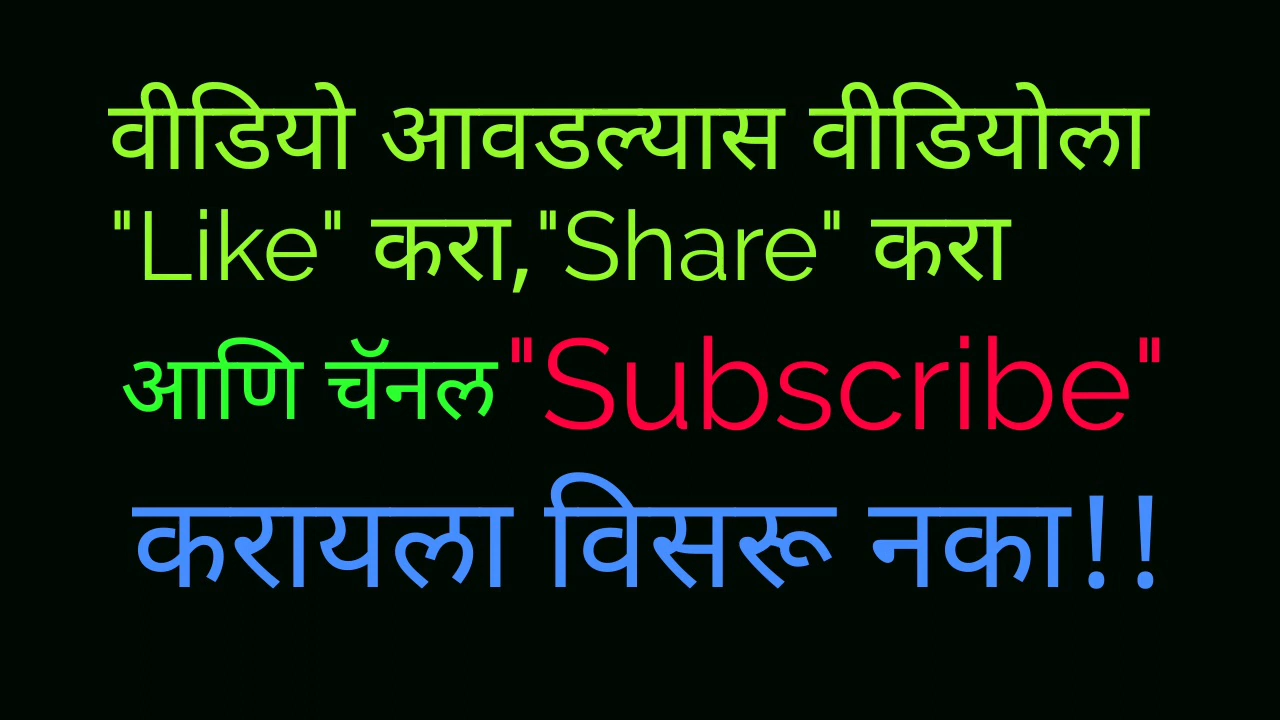 वीडियो आवडल्यास वीडियोला
"Like" करा,"Share" करा
आणि चॅनल"Subscribe"
करायला विसरू नका!!